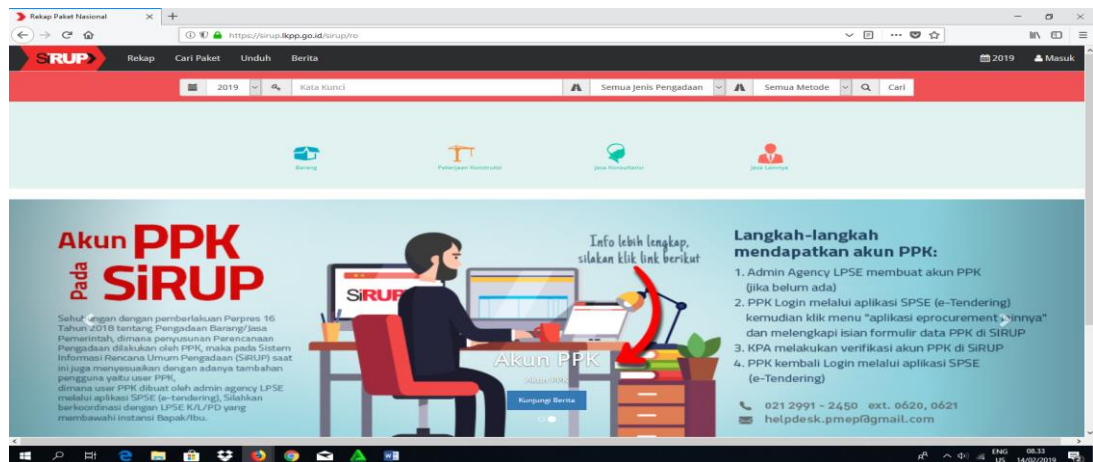 Rekap Paket Nasional
https://sirup.lkpp.go.id/sirup/ro
SiRUP Rekap Cari Paket Unduh Berita 2019 Masuk
2019 Kata Kunci Semua Jenis Pengadaan Semua Metode Cari
Barang Pekerjaan Konstruksi Jasa Konsultansi Jasa Lainnya
Akun PPK
Pada SiRUP
Sehubungan dengan pemberlakuan Perpres 16
Tahun 2018 tentang Pengadaan Barang/Jasa
Pemerintah, dimana penyusunan Perencanaan
Pengadaan dilakukan oleh PPK, maka pada Sistem
Informasi Rencana Umum Pengadaan (SiRUP) saat
ini juga menyesuaikan dengan adanya tambahan
pengguna yaitu user PPK,
dimana user PPK dibuat oleh admin agency LPSE
melalui aplikasi SPSE (e-tendering), Silahkan
berkoordinasi dengan LPSE K/L/PD yang
membawahi instansi Bapak/Ibu.
SiRUP
Info lebih lengkap,
silakan klik link berikut
Akun PPK
Akun PPK
Kunjungi Berita
Langkah-langkah
mendapatkan akun PPK:
1. Admin Agency LPSE membuat akun PPK
(jika belum ada)
2. PPK Login melalui aplikasi SPSE (e-Tendering)
kemudian klik menu "aplikasi eprocurement lainnya"
dan melengkapi isian formulir data PPK di SIRUP
3. KPA melakukan verifikasi akun PPK di SiRUP
4. PPK kembali Login melalui aplikasi SPSE
(e-Tendering)
021 2991 - 2450 ext. 0620, 0621
helpdesk.pmep@gmail.com
ENG 08.33
US 14/02/2019